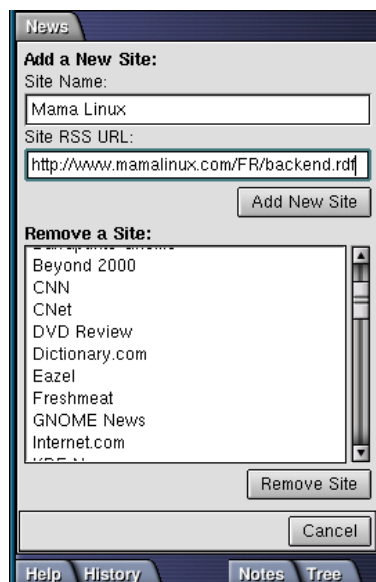 News
Add a New Site:
Site Name:
Mama Linux
Site RSS URL:
http://www.mamalinux.com/FR/backend.rdf
Add New Site
Remove a Site:
Beyond 2000
CNN
CNet
DVD Review
Dictionary.com
Eazel
Freshmeat
GNOME News
Internet.com
Remove Site
Cancel
Help History Notes Tree